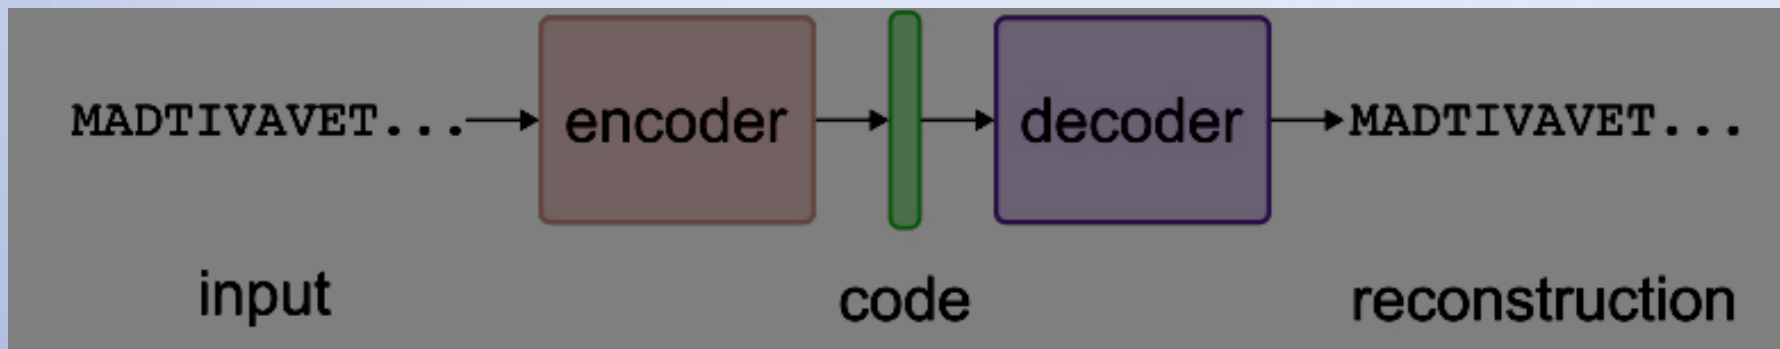 MADTIVAVET... encoder decoder MADTIVAVET...
input code reconstruction